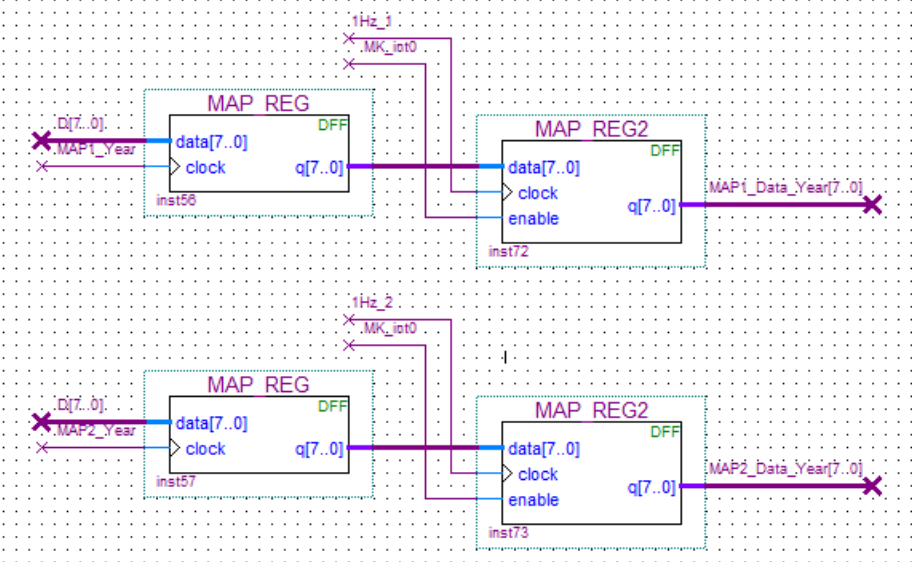 1Hz_1
MK_int0
MAP_REG
D[7..0]
DFF
data[7..0]
MAP1_Year
clock
q[7..0]
inst56
MAP_REG2
DFF
data[7..0]
clock
enable
q[7..0]
MAP1_Data_Year[7..0]
inst72
1Hz_2
MK_int0
MAP_REG
D[7..0]
DFF
data[7..0]
MAP2_Year
clock
q[7..0]
inst57
MAP_REG2
DFF
data[7..0]
clock
enable
q[7..0]
MAP2_Data_Year[7..0]
inst73